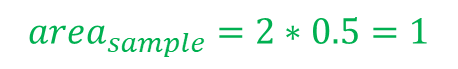 area_sample = 2 * 0.5 = 1